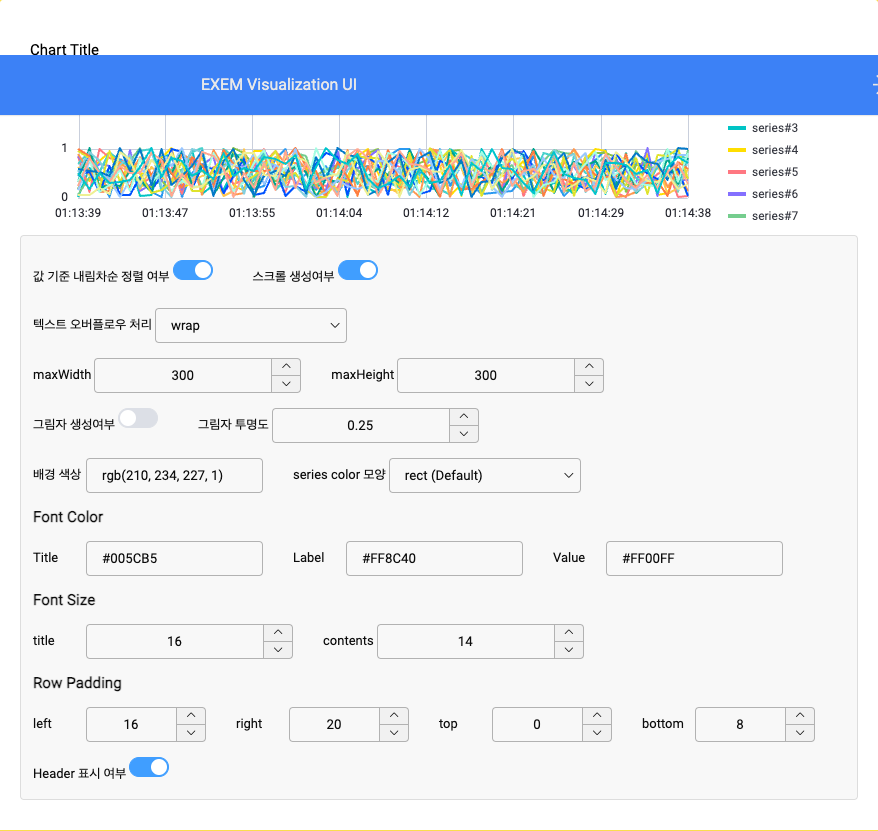 Chart Title
EXEM Visualization UI
series#3
1
series#4
series#5
series#6
0
01:13:39 01:13:47 01:13:55 01:14:04 01:14:12 01:14:21 01:14:29 01:14:38
series#7
값 기준 내림차순 정렬 여부 스크롤 생성여부
텍스트 오버플로우 처리 wrap
maxWidth 300 maxHeight 300
그림자 생성여부 그림자 투명도 0.25
배경 색상 rgb(210, 234, 227, 1) series color 모양 rect (Default)
Font Color
Title #005CB5 Label #FF8C40 Value #FF00FF
Font Size
title 16 contents 14
Row Padding
left 16 right 20 top 0 bottom 8
Header 표시 여부